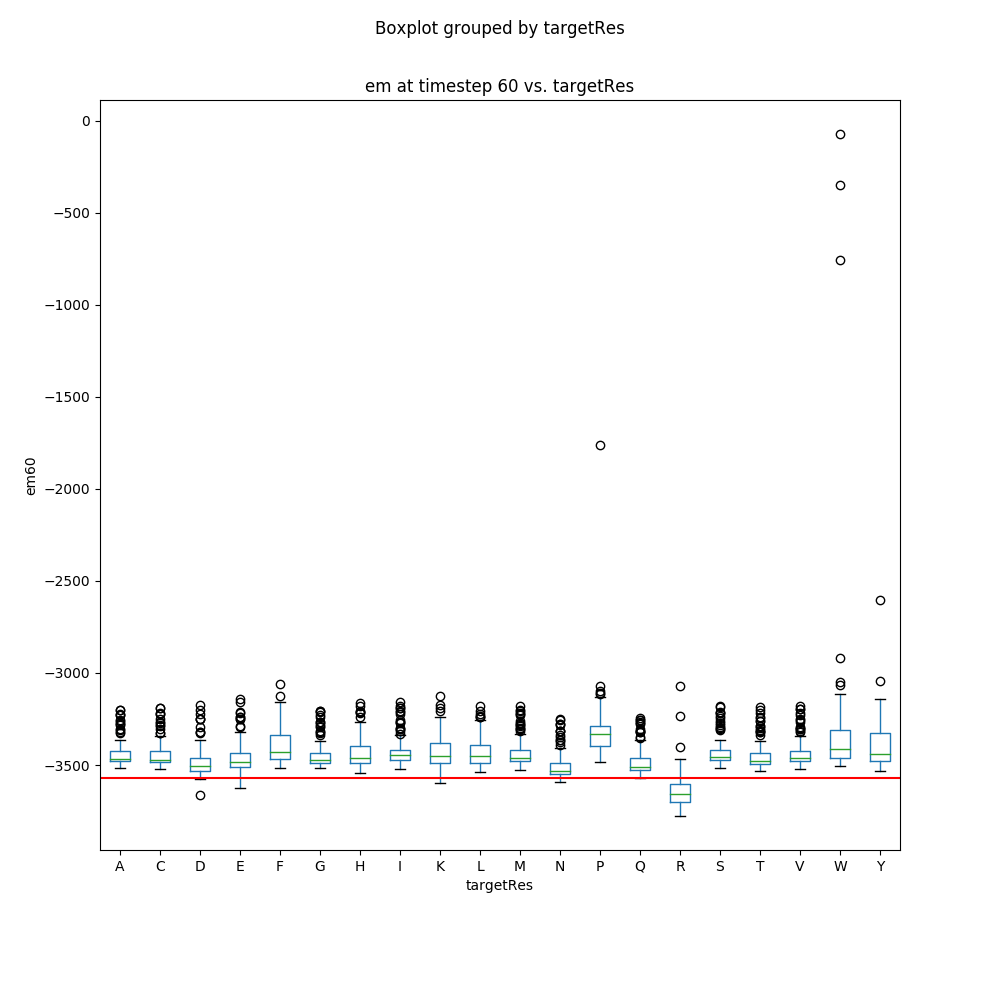 Boxplot grouped by targetRes
em at timestep 60 vs. targetRes
0
−500
−1000
−1500
−2000
−2500
−3000
−3500
em60
A C D E F G H I K L M N P Q R S T V W Y
targetRes